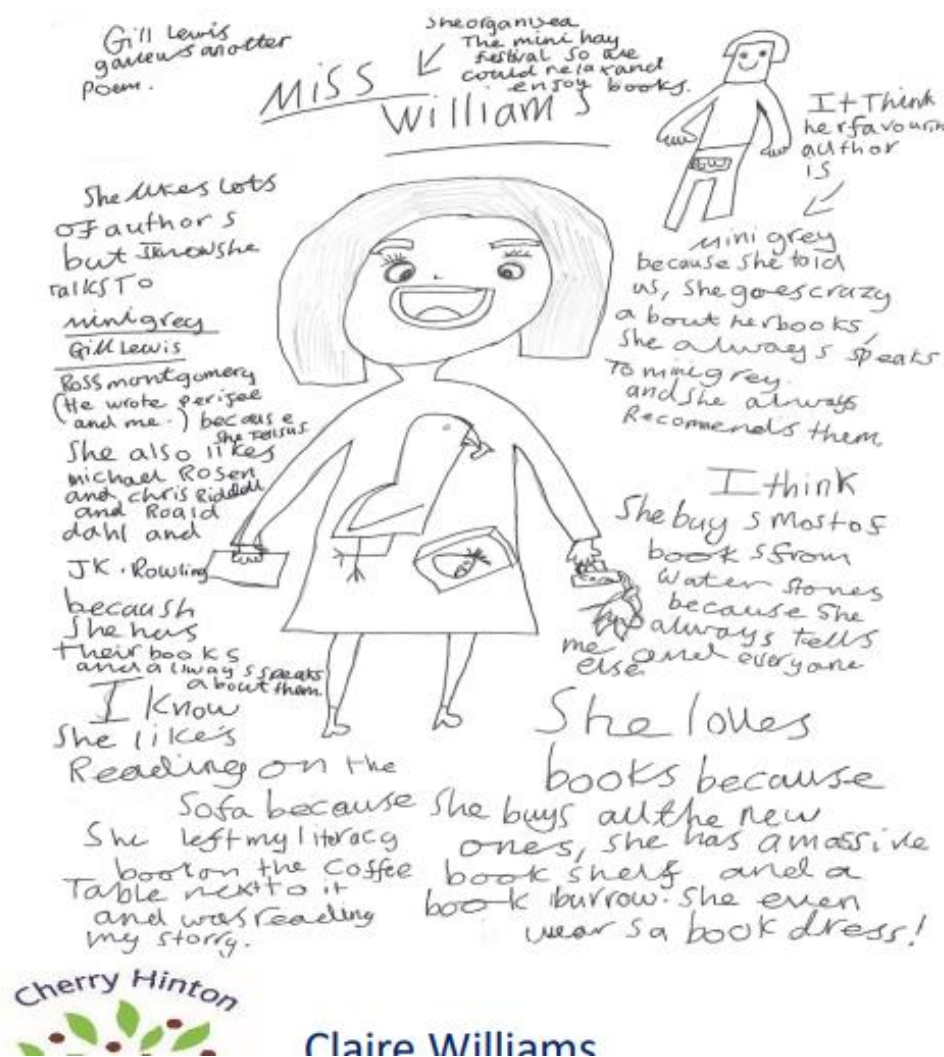 Gill Lewis
gave us another
poem.
She organised
The mini hay
festival so we
could relax and
enjoy books.
Miss
Williams
It Think
her favourite
author
is
mini grey
because she told
us, She goes crazy
about her books,
She always speaks
To mini grey.
and she always
Recomends them.
She likes lots
of authors
but I know she
talks To
mini grey
Gill Lewis
Ross montgomery
(He wrote perijee
and me.) because
She tells us
She also likes
michael Rosen
and chris Riddell
and Roald
dahl and
JK. Rowling
becaush
She has
their books
and always speaks
about them
I think
She buys most of
books from
Water stones
because She
always tells
me and everyone
else
I know
She likes
Reading on the
Sofa because
She left my literacy
book on the coffee
Table next to it
and was reading
my storry.
She loves
books because
she buys all the new
ones, she has a massive
book shelf and a
book burrow. She even
wears a book dress!
Cherry Hinton
Claire Williams